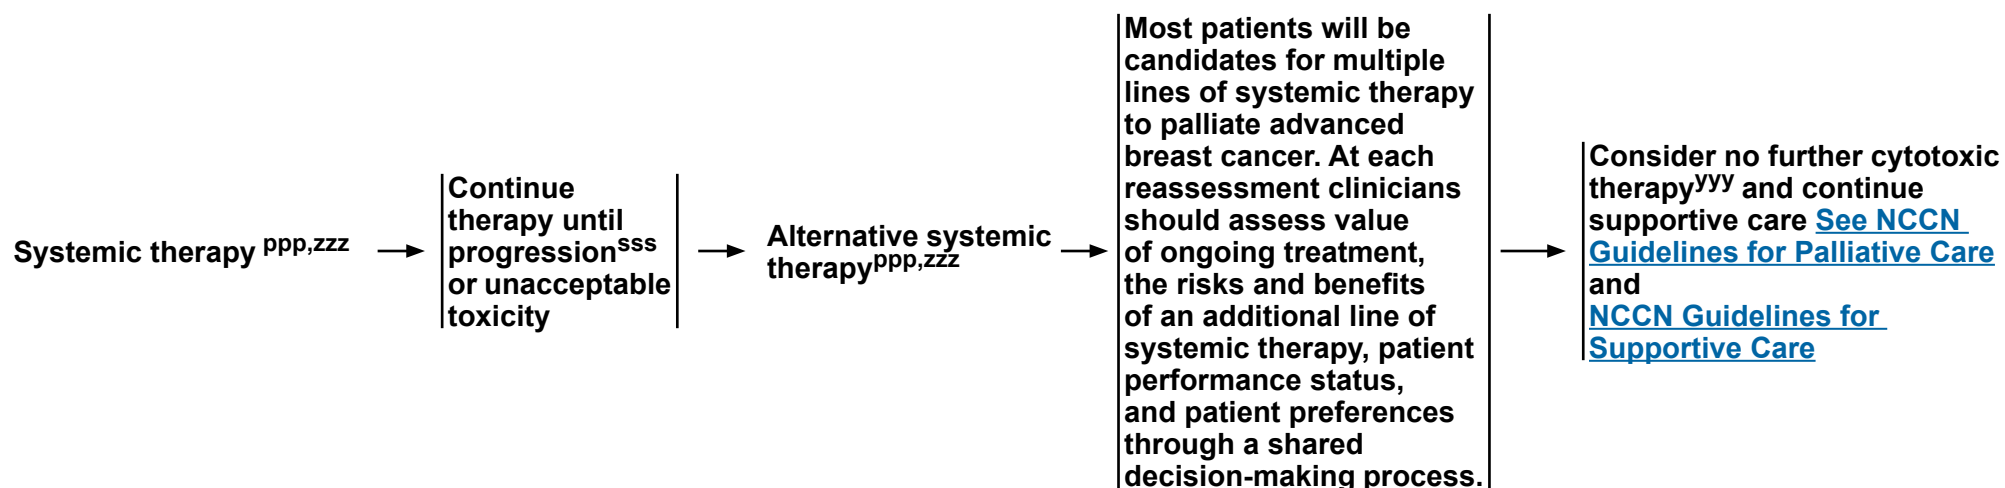 Systemic therapy ppp,zzz
Continue
therapy until
progressionsss
or unacceptable
toxicity
Alternative systemic
therapyppp,zzz
Most patients will be
candidates for multiple
lines of systemic therapy
to palliate advanced
breast cancer. At each
reassessment clinicians
should assess value
of ongoing treatment,
the risks and benefits
of an additional line of
systemic therapy, patient
performance status,
and patient preferences
through a shared
decision-making process.
Consider no further cytotoxic
therapyyyy and continue
supportive care See NCCN
Guidelines for Palliative Care
and
NCCN Guidelines for
Supportive Care